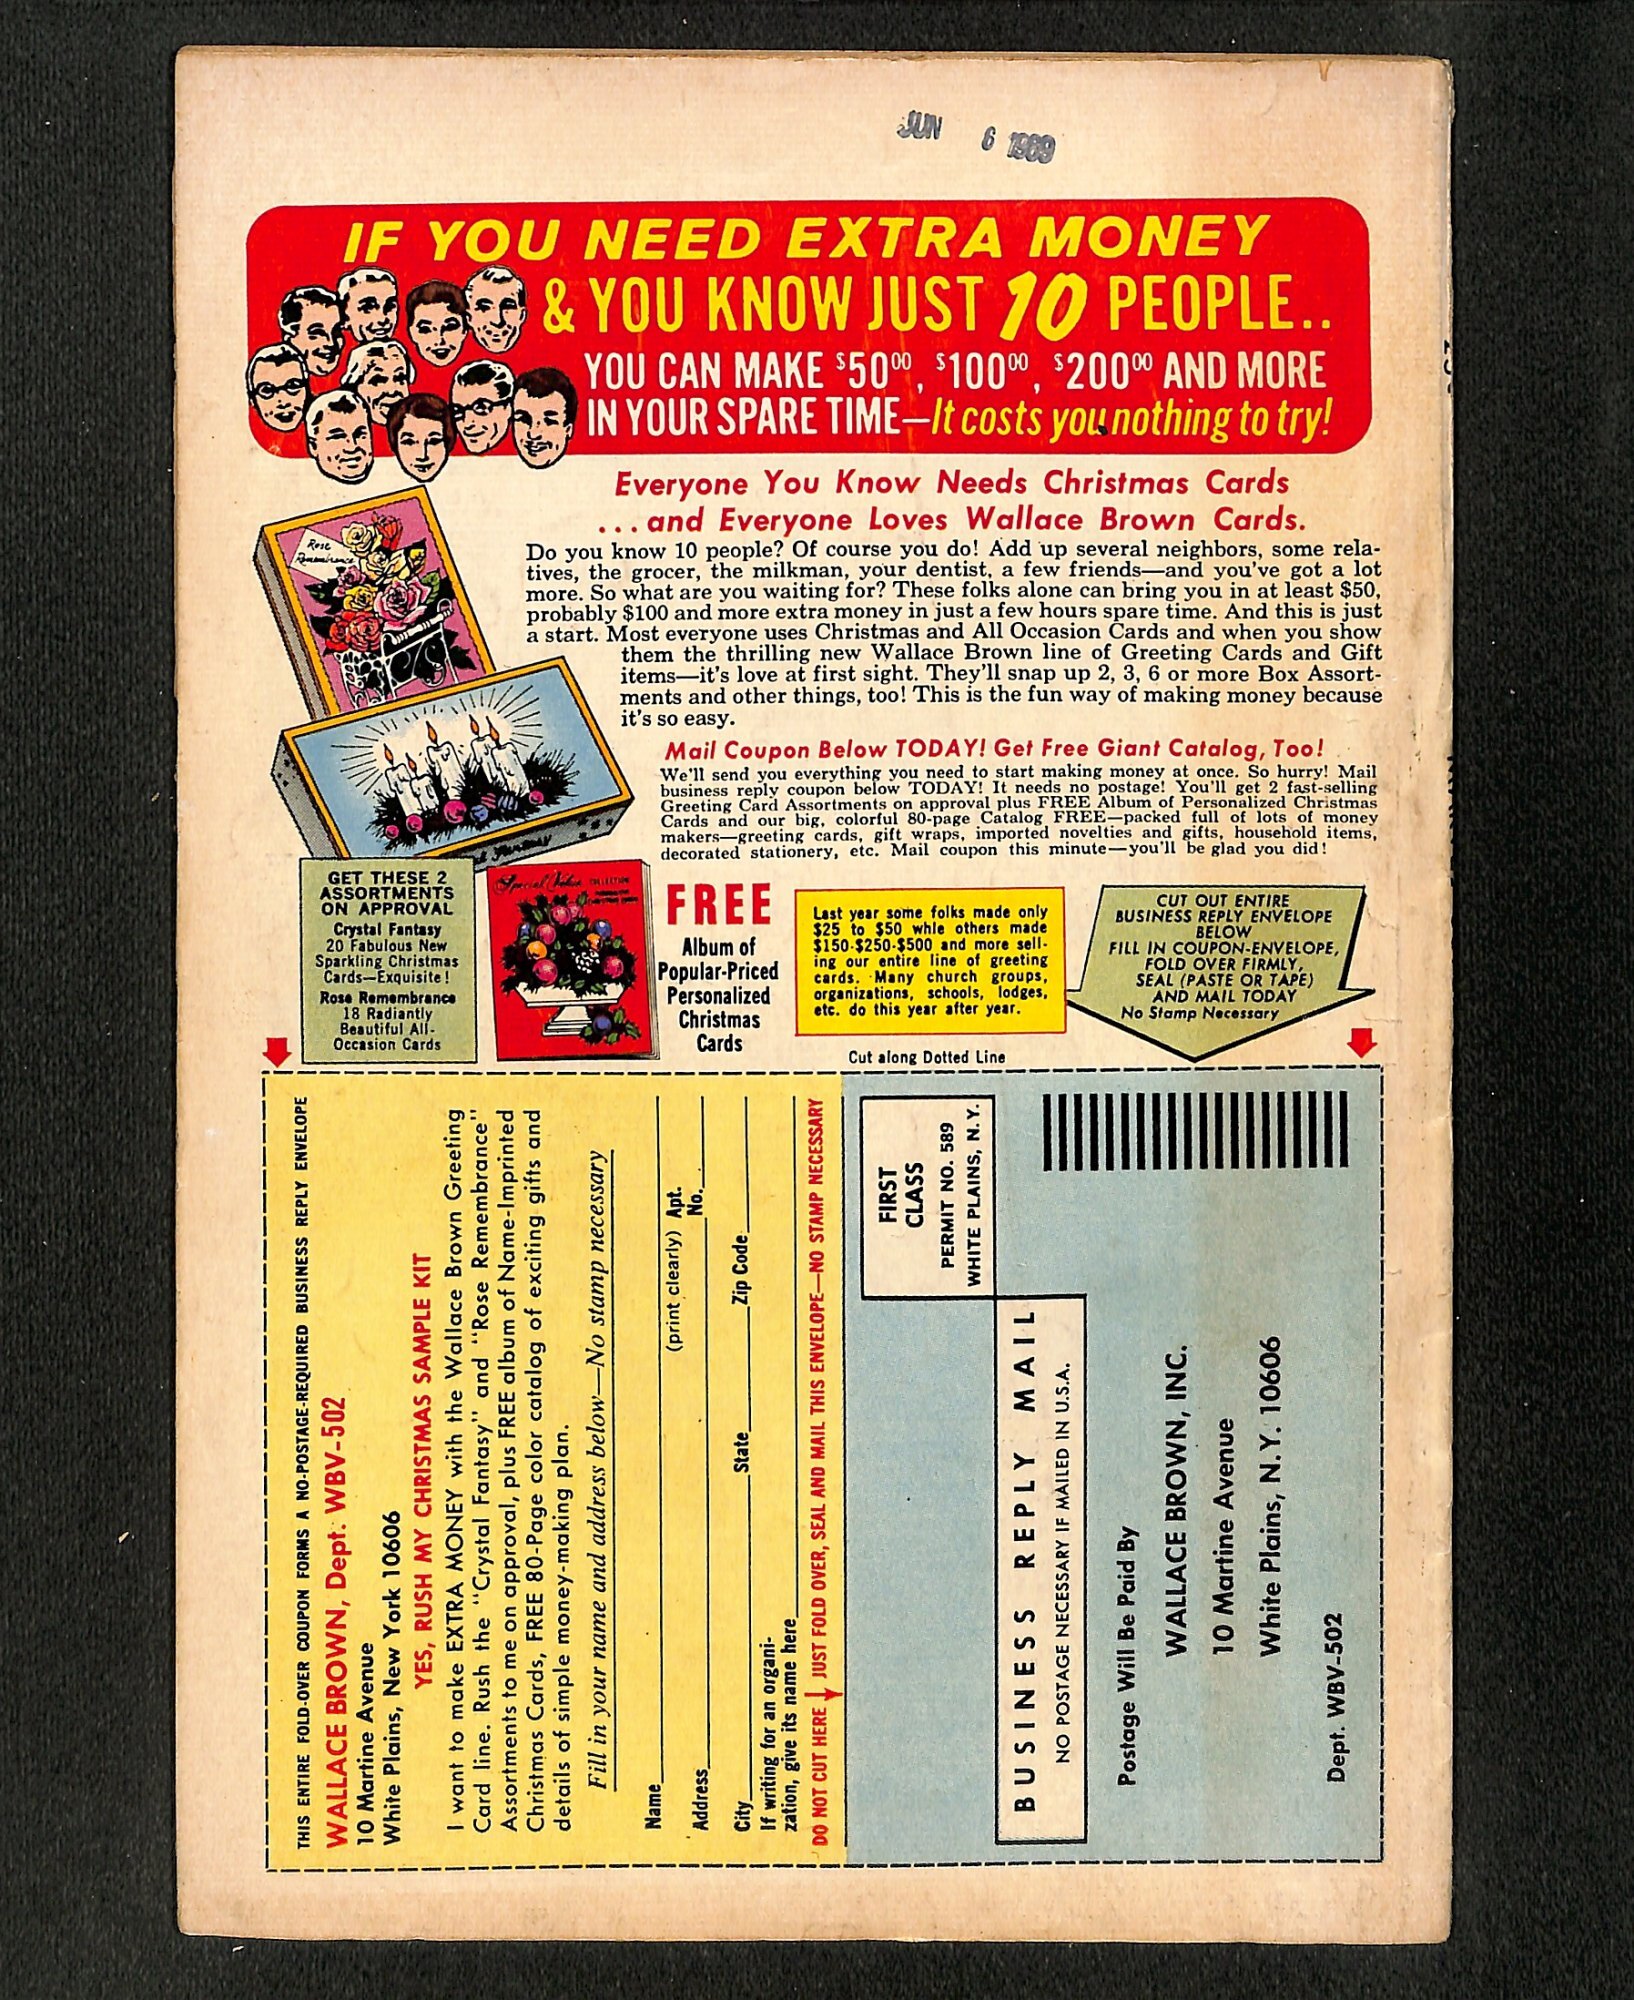 JUN 6 1969
IF YOU NEED EXTRA MONEY
& YOU KNOW JUST 10 PEOPLE..
YOU CAN MAKE $50⁰⁰, $100⁰⁰, $200⁰⁰ AND MORE
IN YOUR SPARE TIME—It costs you nothing to try!
Everyone You Know Needs Christmas Cards
...and Everyone Loves Wallace Brown Cards.
Do you know 10 people? Of course you do! Add up several neighbors, some rela-
tives, the grocer, the milkman, your dentist, a few friends—and you've got a lot
more. So what are you waiting for? These folks alone can bring you in at least $50,
probably $100 and more extra money in just a few hours spare time. And this is just
a start. Most everyone uses Christmas and All Occasion Cards and when you show
them the thrilling new Wallace Brown line of Greeting Cards and Gift
items—it's love at first sight. They'll snap up 2, 3, 6 or more Box Assort-
ments and other things, too! This is the fun way of making money because
it's so easy.
Rose
Remembrance
Mail Coupon Below TODAY! Get Free Giant Catalog, Too!
We'll send you everything you need to start making money at once. So hurry! Mail
business reply coupon below TODAY! It needs no postage! You'll get 2 fast-selling
Greeting Card Assortments on approval plus FREE Album of Personalized Christmas
Cards and our big, colorful 80-page Catalog FREE—packed full of lots of money
makers—greeting cards, gift wraps, imported novelties and gifts, household items,
decorated stationery, etc. Mail coupon this minute—you'll be glad you did!
Fantasy
GET THESE 2
ASSORTMENTS
ON APPROVAL
Crystal Fantasy
20 Fabulous New
Sparkling Christmas
Cards—Exquisite!
Rose Remembrance
18 Radiantly
Beautiful All-
Occasion Cards
Special Value COLLECTION
FREE
Album of
Popular-Priced
Personalized
Christmas
Cards
Last year some folks made only
$25 to $50 while others made
$150-$250-$500 and more sell-
ing our entire line of greeting
cards. Many church groups,
organizations, schools, lodges,
etc. do this year after year.
CUT OUT ENTIRE
BUSINESS REPLY ENVELOPE
BELOW
FILL IN COUPON-ENVELOPE,
FOLD OVER FIRMLY,
SEAL (PASTE OR TAPE)
AND MAIL TODAY
No Stamp Necessary
Cut along Dotted Line
THIS ENTIRE FOLD-OVER COUPON FORMS A NO-POSTAGE-REQUIRED BUSINESS REPLY ENVELOPE
WALLACE BROWN, Dept. WBV-502
10 Martine Avenue
White Plains, New York 10606
YES, RUSH MY CHRISTMAS SAMPLE KIT
I want to make EXTRA MONEY with the Wallace Brown Greeting
Card line. Rush the "Crystal Fantasy" and "Rose Remembrance"
Assortments to me on approval, plus FREE album of Name-Imprinted
Christmas Cards, FREE 80-Page color catalog of exciting gifts and
details of simple money-making plan.
Fill in your name and address below—No stamp necessary
Name
(print clearly)
Address Apt. No.
City State Zip Code
If writing for an organi-
zation, give its name here
DO NOT CUT HERE JUST FOLD OVER, SEAL AND MAIL THIS ENVELOPE—NO STAMP NECESSARY
FIRST
CLASS
PERMIT NO. 589
WHITE PLAINS, N.Y.
BUSINESS REPLY MAIL
NO POSTAGE NECESSARY IF MAILED IN U.S.A.
Postage Will Be Paid By
WALLACE BROWN, INC.
10 Martine Avenue
White Plains, N.Y. 10606
Dept. WBV-502